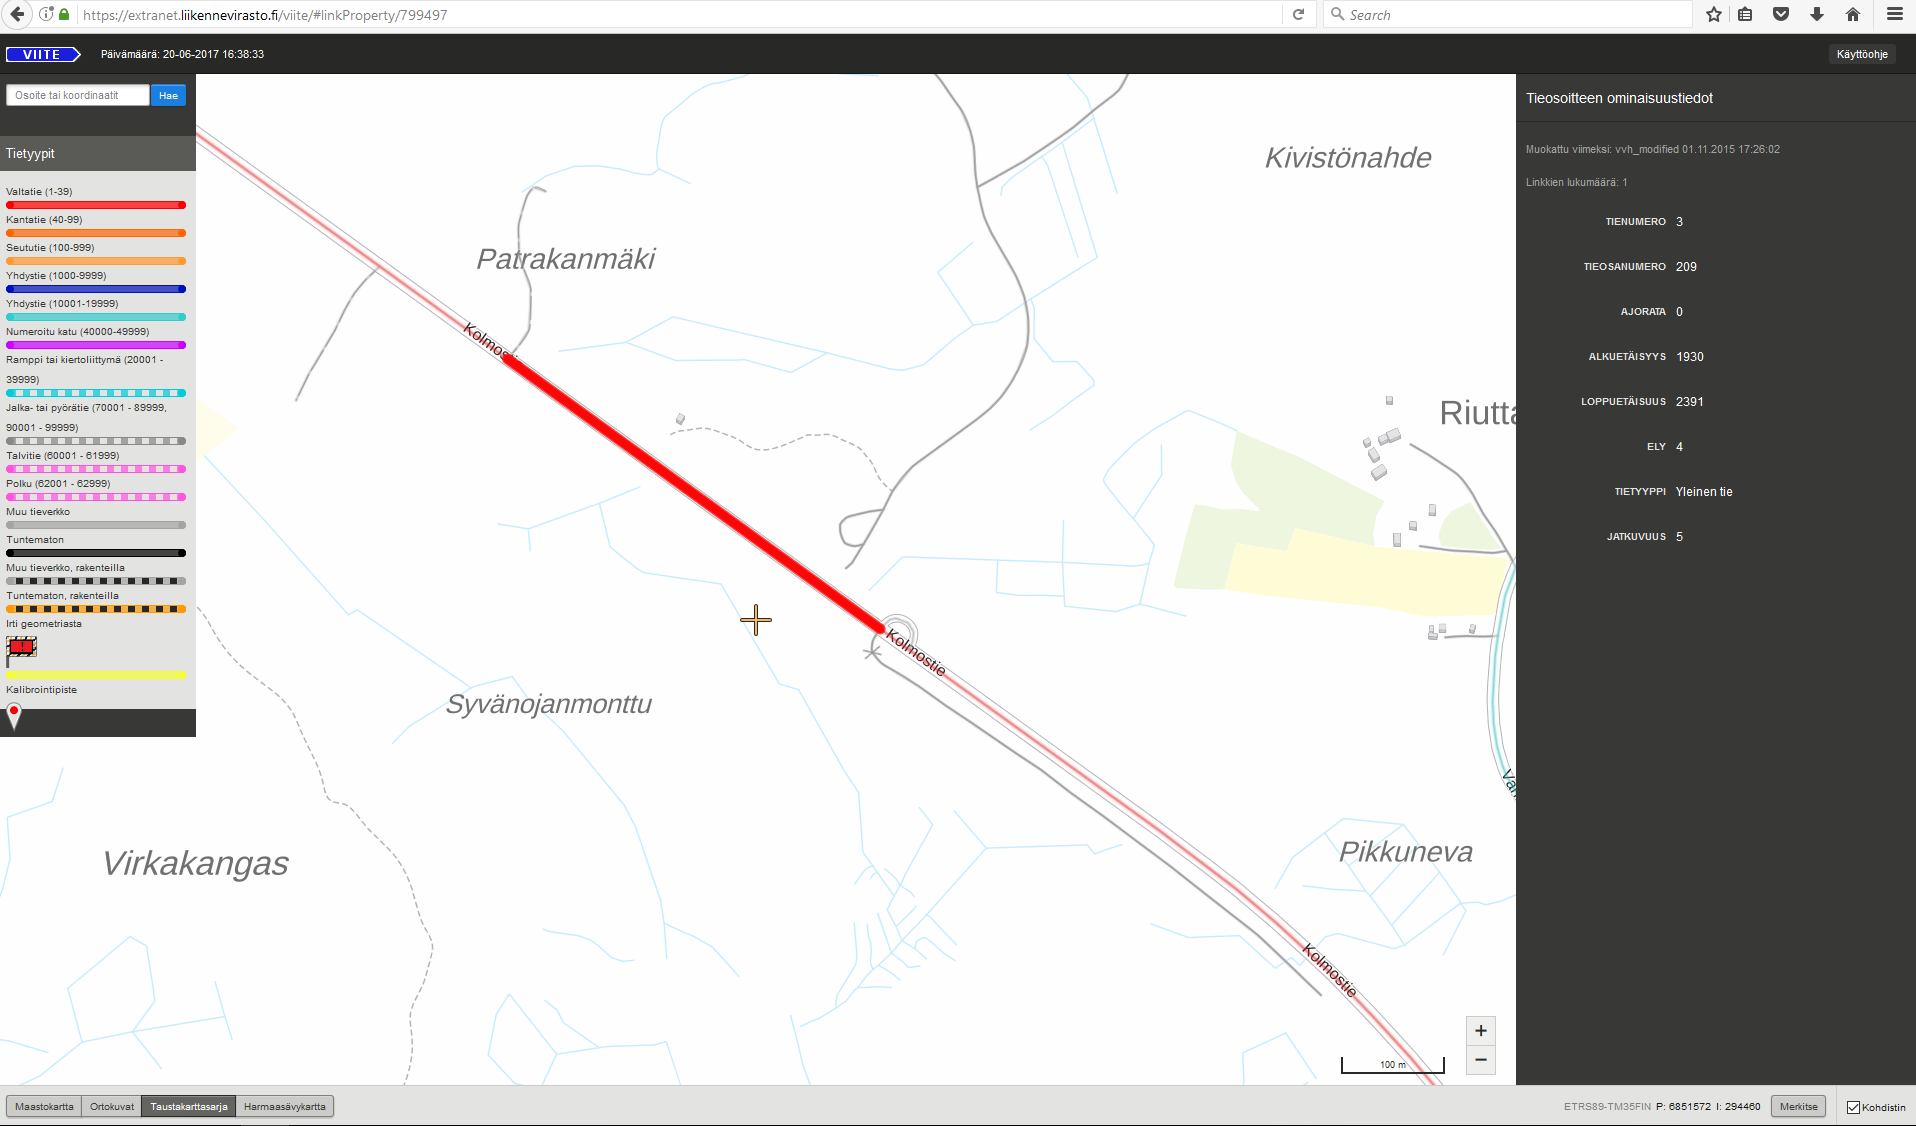 https://extranet.liikennevirasto.fi/viite/#linkProperty/799497
Search
VIITE
Päivämäärä: 20-06-2017 16:38:33
Käyttöohje
Osoite tai koordinaatit
Hae
Tietyypit
Valtatie (1-39)
Kantatie (40-99)
Seututie (100-999)
Yhdystie (1000-9999)
Yhdystie (10001-19999)
Numeroitu katu (40000-49999)
Ramppi tai kiertoliittymä (20001 -
39999)
Jalka- tai pyörätie (70001 - 89999,
90001 - 99999)
Talvitie (60001 - 61999)
Polku (62001 - 62999)
Muu tieverkko
Tuntematon
Muu tieverkko, rakenteilla
Tuntematon, rakenteilla
Irti geometriasta
Kalibrointipiste
Kivistönahde
Patrakanmäki
Kolmos
Riutta
Kolmostie
Syvänojanmonttu
Virkakangas
Pikkuneva
Kolmostie
+
−
100 m
Tieosoitteen ominaisuustiedot
Muokattu viimeksi: vvh_modified 01.11.2015 17:26:02
Linkkien lukumäärä: 1
TIENUMERO 3
TIEOSANUMERO 209
AJORATA 0
ALKUETÄISYYS 1930
LOPPUETÄISUUS 2391
ELY 4
TIETYYPPI Yleinen tie
JATKUVUUS 5
Maastokartta
Ortokuvat
Taustakarttasarja
Harmaasävykartta
ETRS89-TM35FIN P: 6851572 I: 294460
Merkitse
Kohdistin